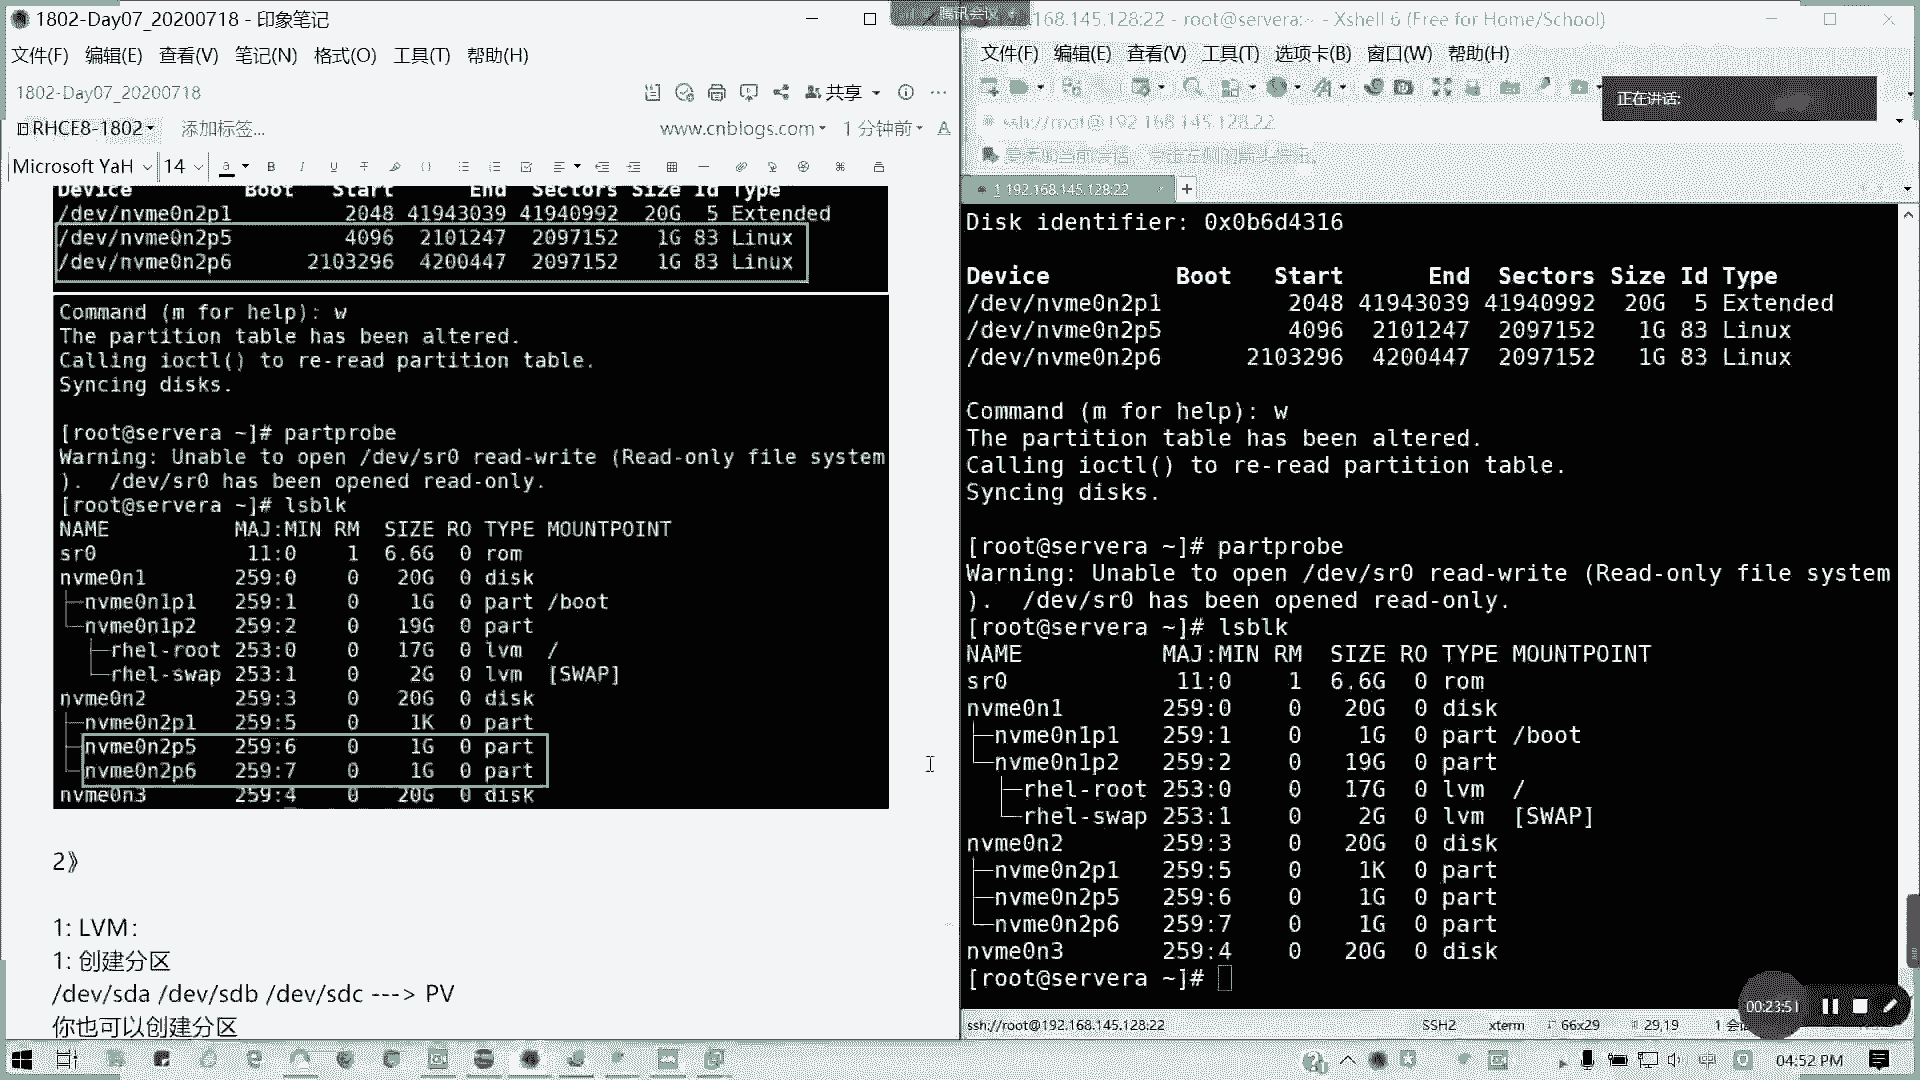 1802-Day07_20200718 - 印象笔记
文件(F) 编辑(E) 查看(V) 笔记(N) 格式(O) 工具(T) 帮助(H)
1802-Day07_20200718
共享
RHCE8-1802 添加标签...
www.cnblogs.com 1 分钟前
Microsoft YaH 14
Device Boot Start End Sectors Size Id Type
/dev/nvme0n2p1 2048 41943039 41940992 20G 5 Extended
/dev/nvme0n2p5 4096 2101247 2097152 1G 83 Linux
/dev/nvme0n2p6 2103296 4200447 2097152 1G 83 Linux
Command (m for help): w
The partition table has been altered.
Calling ioctl() to re-read partition table.
Syncing disks.
[root@servera ~]# partprobe
Warning: Unable to open /dev/sr0 read-write (Read-only file system
). /dev/sr0 has been opened read-only.
[root@servera ~]# lsblk
NAME MAJ:MIN RM SIZE RO TYPE MOUNTPOINT
sr0 11:0 1 6.6G 0 rom
nvme0n1 259:0 0 20G 0 disk
├─nvme0n1p1 259:1 0 1G 0 part /boot
└─nvme0n1p2 259:2 0 19G 0 part
├─rhel-root 253:0 0 17G 0 lvm /
└─rhel-swap 253:1 0 2G 0 lvm [SWAP]
nvme0n2 259:3 0 20G 0 disk
├─nvme0n2p1 259:5 0 1K 0 part
├─nvme0n2p5 259:6 0 1G 0 part
└─nvme0n2p6 259:7 0 1G 0 part
nvme0n3 259:4 0 20G 0 disk
2》
1: LVM：
1: 创建分区
/dev/sda /dev/sdb /dev/sdc ---> PV
你也可以创建分区
腾讯会议
168.145.128:22 - root@servera:~ - Xshell 6 (Free for Home/School)
文件(F) 编辑(E) 查看(V) 工具(T) 选项卡(B) 窗口(W) 帮助(H)
正在讲话:
ssh://root@192.168.145.128:22
要添加当前会话，点击左侧的箭头按钮。
1 192.168.145.128:22
Disk identifier: 0x0b6d4316
Device Boot Start End Sectors Size Id Type
/dev/nvme0n2p1 2048 41943039 41940992 20G 5 Extended
/dev/nvme0n2p5 4096 2101247 2097152 1G 83 Linux
/dev/nvme0n2p6 2103296 4200447 2097152 1G 83 Linux
Command (m for help): w
The partition table has been altered.
Calling ioctl() to re-read partition table.
Syncing disks.
[root@servera ~]# partprobe
Warning: Unable to open /dev/sr0 read-write (Read-only file system
). /dev/sr0 has been opened read-only.
[root@servera ~]# lsblk
NAME MAJ:MIN RM SIZE RO TYPE MOUNTPOINT
sr0 11:0 1 6.6G 0 rom
nvme0n1 259:0 0 20G 0 disk
├─nvme0n1p1 259:1 0 1G 0 part /boot
└─nvme0n1p2 259:2 0 19G 0 part
├─rhel-root 253:0 0 17G 0 lvm /
└─rhel-swap 253:1 0 2G 0 lvm [SWAP]
nvme0n2 259:3 0 20G 0 disk
├─nvme0n2p1 259:5 0 1K 0 part
├─nvme0n2p5 259:6 0 1G 0 part
└─nvme0n2p6 259:7 0 1G 0 part
nvme0n3 259:4 0 20G 0 disk
[root@servera ~]#
00:23:51
ssh://root@192.168.145.128:22 SSH2 xterm 66x29 29,19 1
04:52 PM